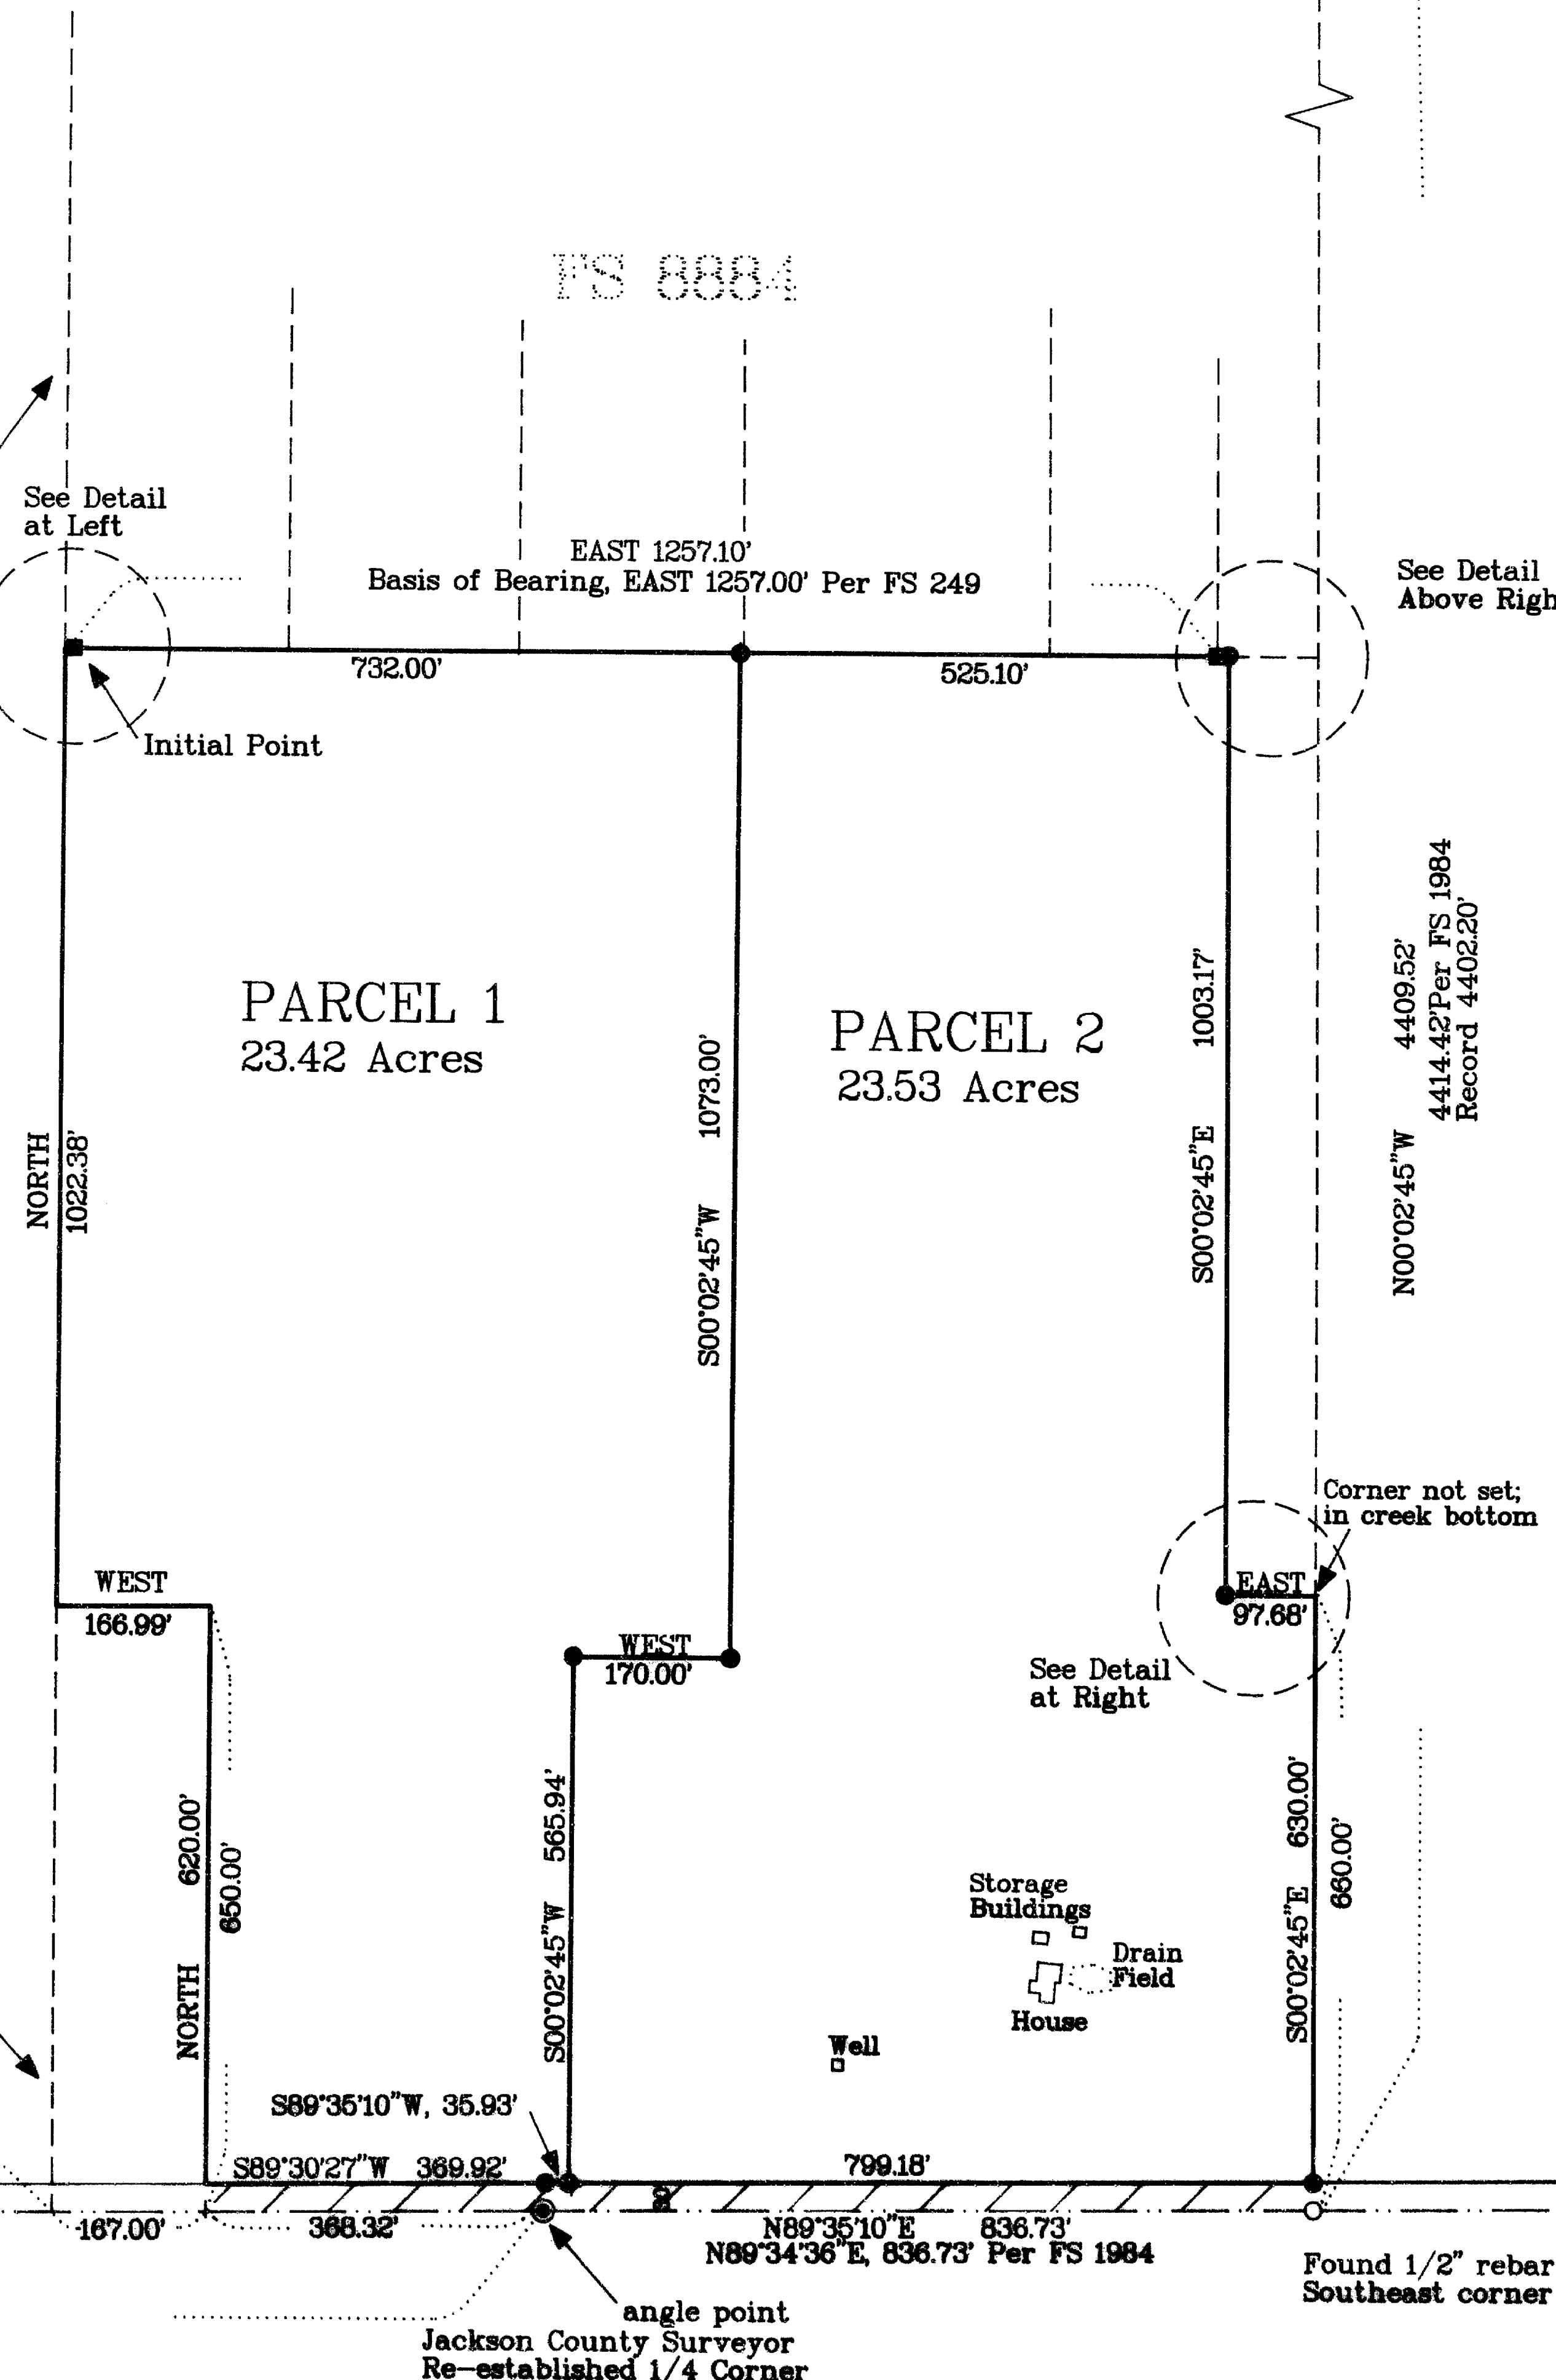 FS 8884
See Detail
at Left
EAST 1257.10'
Basis of Bearing, EAST 1257.00' Per FS 249
See Detail
Above Righ
732.00'
525.10'
Initial Point
4409.52'
4414.42'Per FS 1984
Record 4402.20'
N00°02'45"W
1003.17'
S00°02'45"E
PARCEL 1
23.42 Acres
PARCEL 2
23.53 Acres
1073.00'
S00°02'45"W
NORTH
1022.38'
Corner not set;
in creek bottom
WEST
166.99'
EAST
97.68'
WEST
170.00'
See Detail
at Right
620.00'
650.00'
NORTH
565.94'
S00°02'45"W
630.00'
660.00'
S00°02'45"E
Storage
Buildings
Drain
Field
House
Well
S89°35'10"W, 35.93'
S89°30'27"W 369.92'
799.18'
30
167.00'
368.32'
N89°35'10"E 836.73'
N89°34'36"E, 836.73' Per FS 1984
Found 1/2" rebar
Southeast corner
angle point
Jackson County Surveyor
Re-established 1/4 Corner